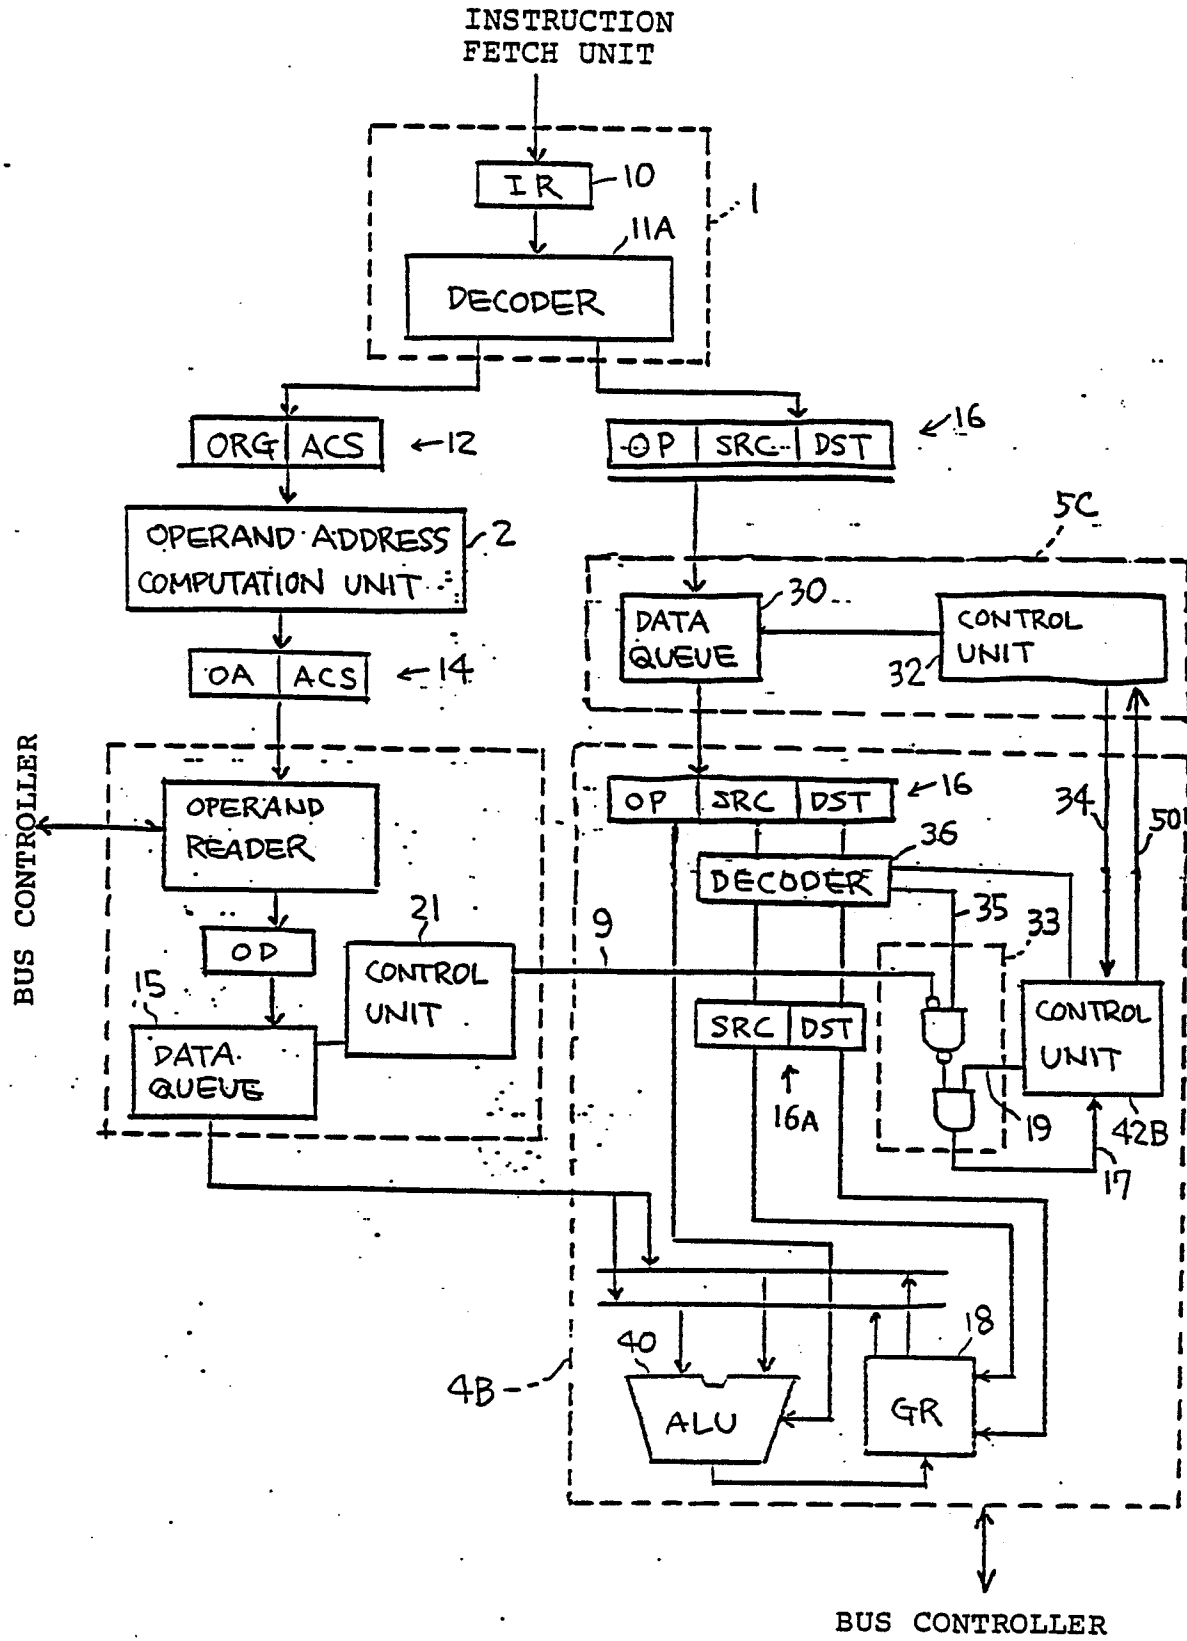 INSTRUCTION
FETCH UNIT
IR
10
1
11A
DECODER
ORG ACS
12
OP SRC DST
16
OPERAND ADDRESS
COMPUTATION UNIT
2
5C
DATA
QUEUE
30
CONTROL
UNIT
32
OA ACS
14
BUS CONTROLLER
OPERAND
READER
OP SRC DST
16
34
50
36
DECODER
35
33
OD
21
9
CONTROL
UNIT
15
DATA
QUEUE
SRC DST
16A
CONTROL
UNIT
19
42B
17
40
18
4B
ALU
GR
BUS CONTROLLER